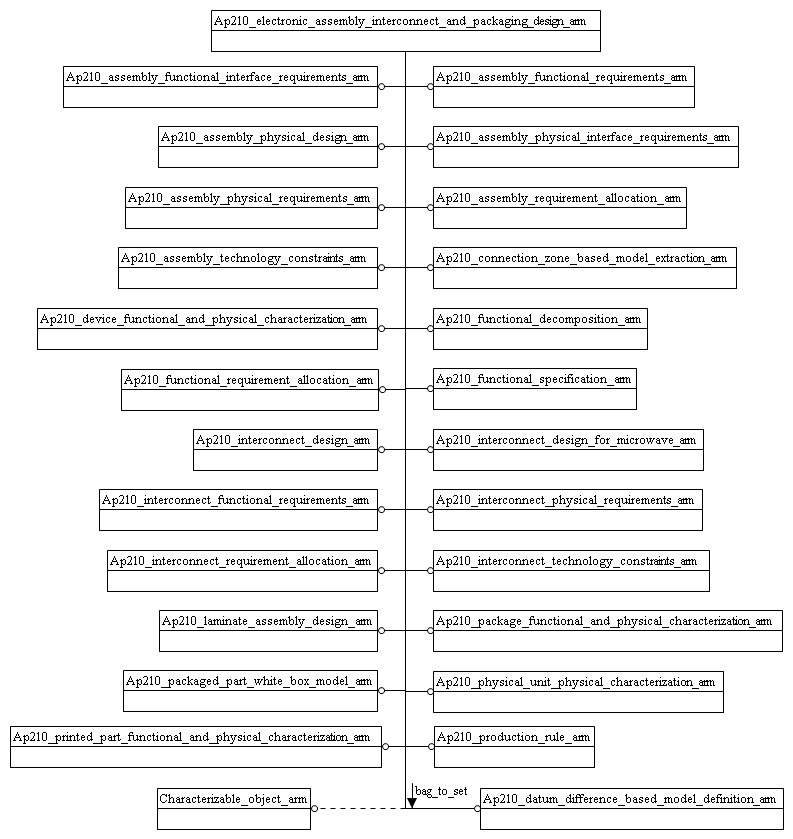 Ap210_electronic_assembly_interconnect_and_packaging_design_arm
Ap210_assembly_functional_interface_requirements_arm
Ap210_assembly_functional_requirements_arm
Ap210_assembly_physical_design_arm
Ap210_assembly_physical_interface_requirements_arm
Ap210_assembly_physical_requirements_arm
Ap210_assembly_requirement_allocation_arm
Ap210_assembly_technology_constraints_arm
Ap210_connection_zone_based_model_extraction_arm
Ap210_device_functional_and_physical_characterization_arm
Ap210_functional_decomposition_arm
Ap210_functional_requirement_allocation_arm
Ap210_functional_specification_arm
Ap210_interconnect_design_arm
Ap210_interconnect_design_for_microwave_arm
Ap210_interconnect_functional_requirements_arm
Ap210_interconnect_physical_requirements_arm
Ap210_interconnect_requirement_allocation_arm
Ap210_interconnect_technology_constraints_arm
Ap210_laminate_assembly_design_arm
Ap210_package_functional_and_physical_characterization_arm
Ap210_packaged_part_white_box_model_arm
Ap210_physical_unit_physical_characterization_arm
Ap210_printed_part_functional_and_physical_characterization_arm
Ap210_production_rule_arm
bag_to_set
Characterizable_object_arm
Ap210_datum_difference_based_model_definition_arm